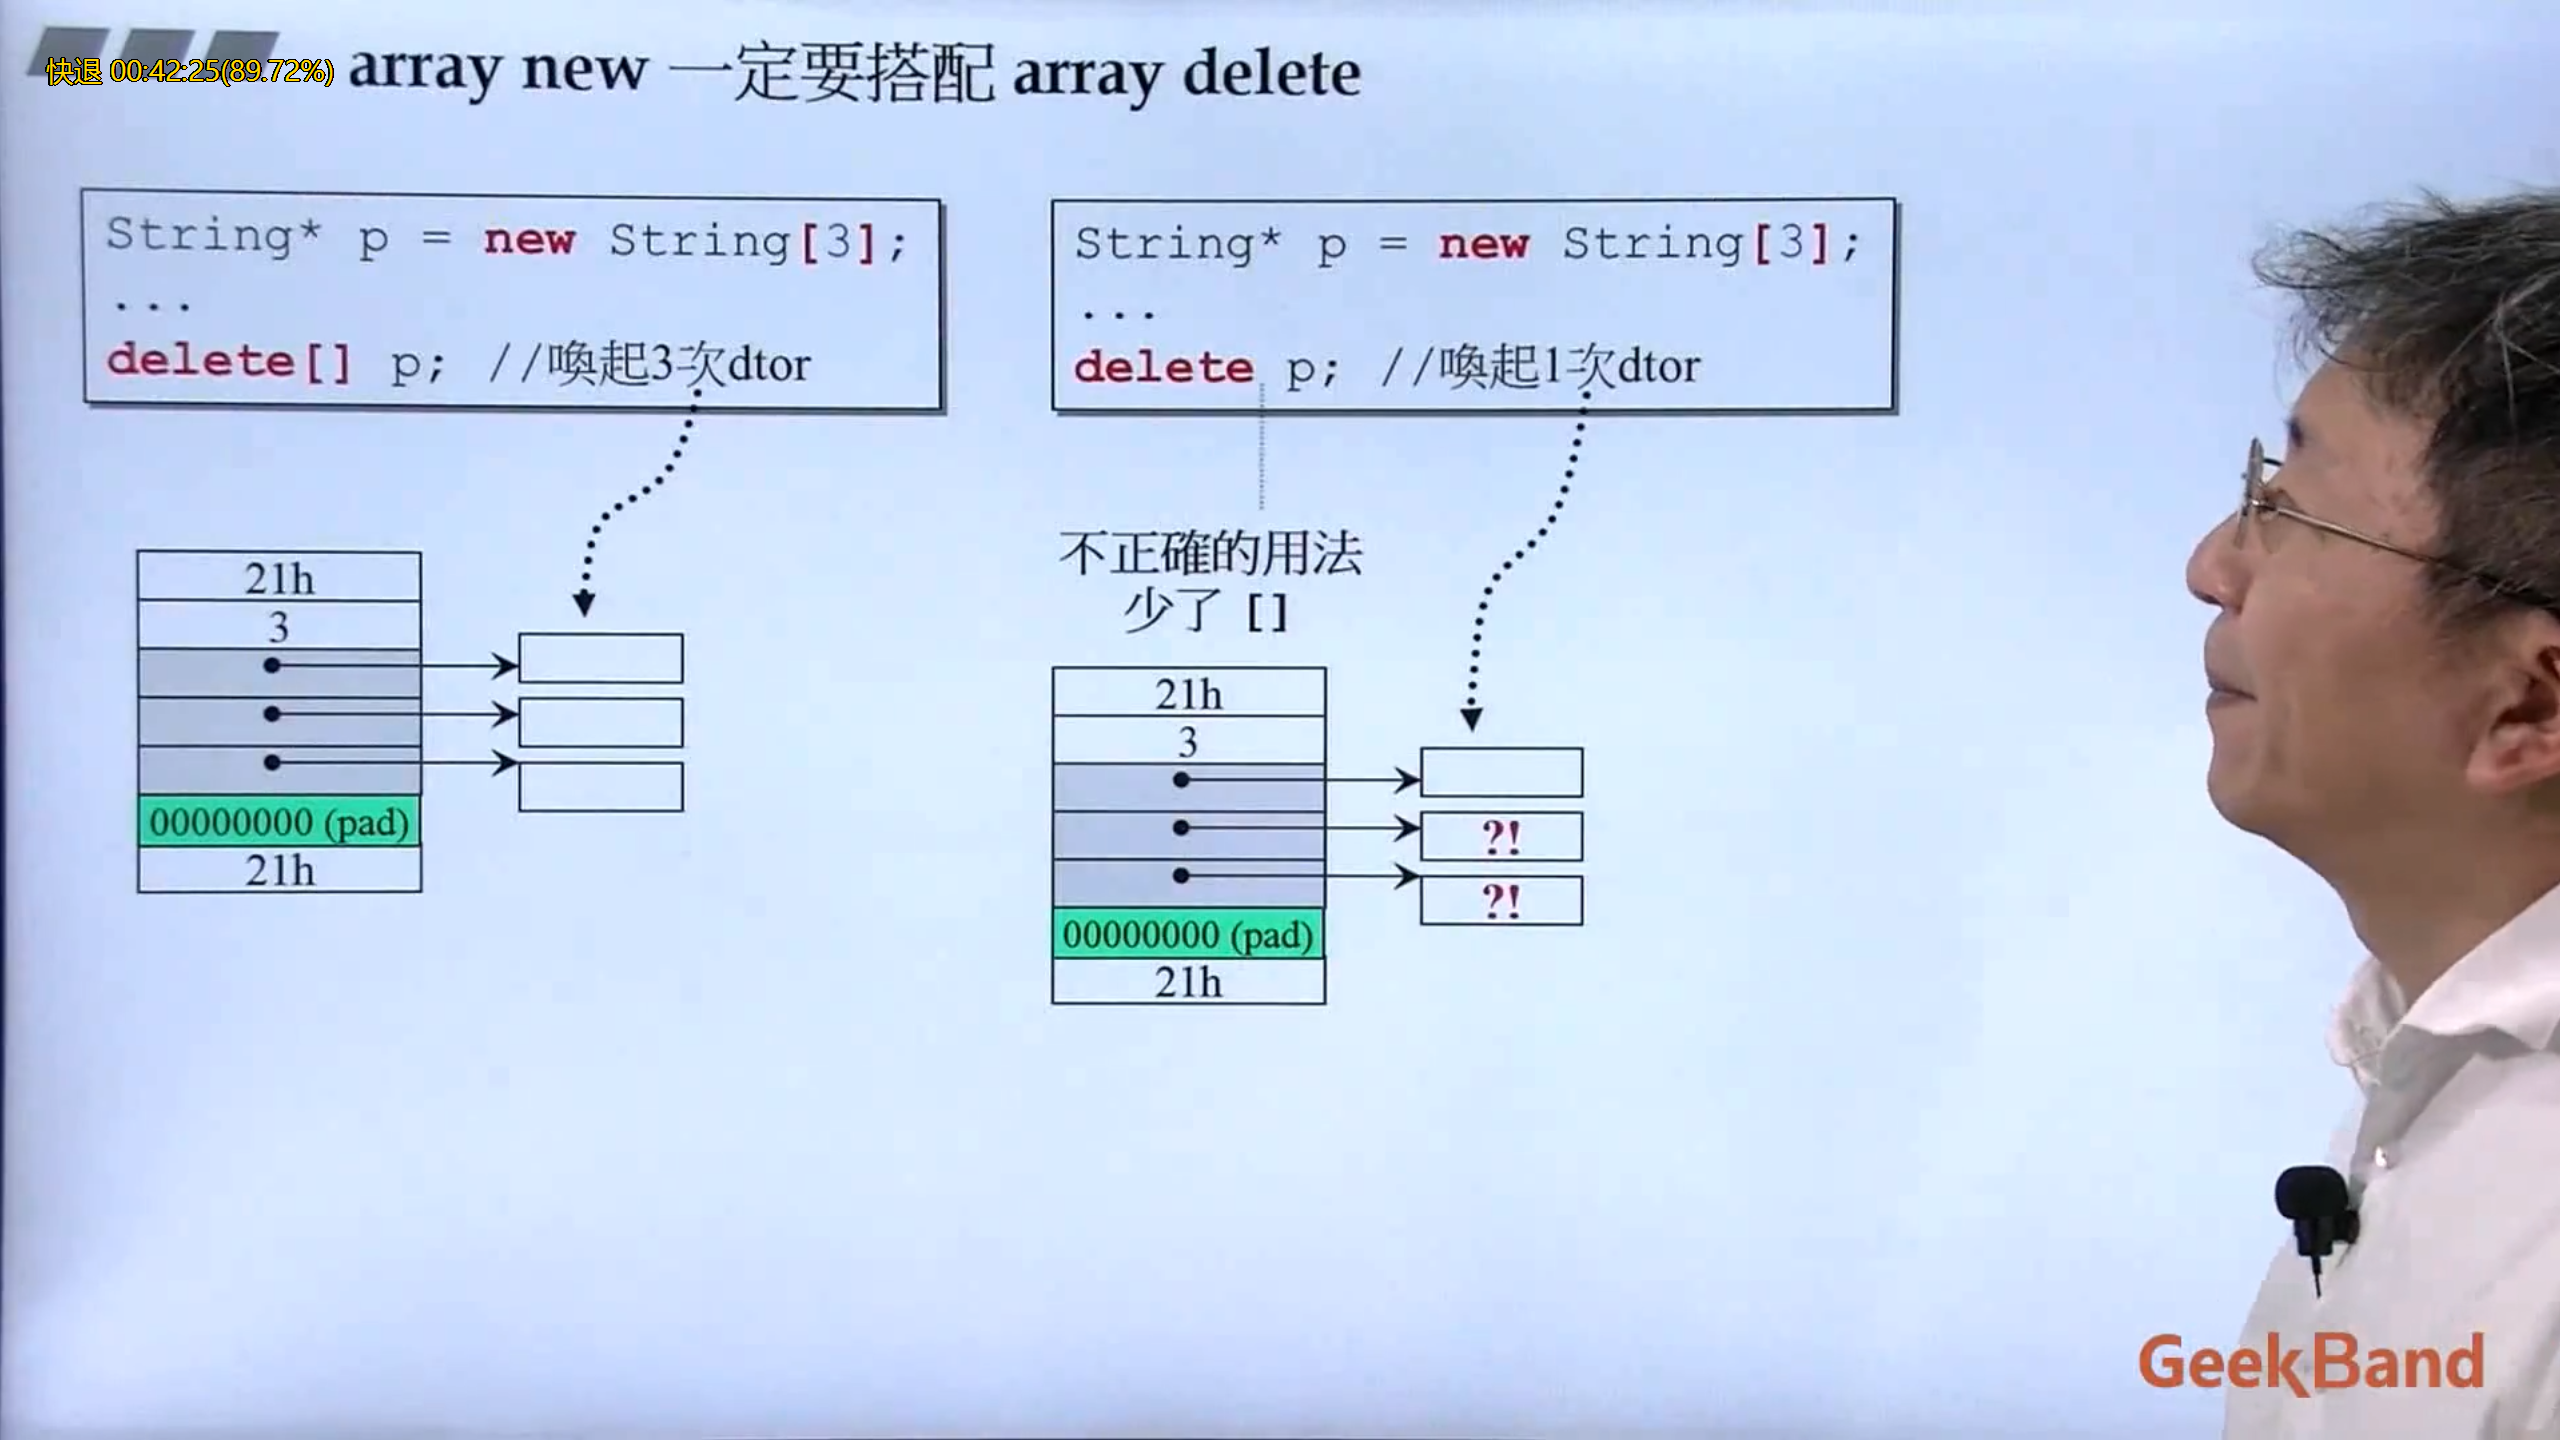 快退 00:42:25(89.72%)
array new 一定要搭配 array delete
String* p = new String[3];
...
delete[] p; //喚起3次dtor
String* p = new String[3];
...
delete p; //喚起1次dtor
21h
3
00000000 (pad)
21h
不正確的用法
少了 []
21h
3
?!
?!
00000000 (pad)
21h
GeekBand